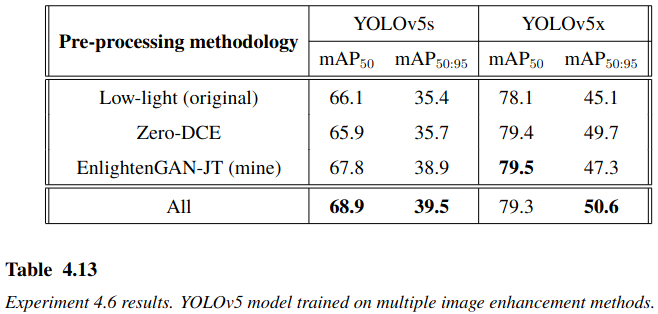 Pre-processing methodology YOLOv5s YOLOv5x
mAP50 mAP50:95 mAP50 mAP50:95
Low-light (original) 66.1 35.4 78.1 45.1
Zero-DCE 65.9 35.7 79.4 49.7
EnlightenGAN-JT (mine) 67.8 38.9 79.5 47.3
All 68.9 39.5 79.3 50.6
Table 4.13
Experiment 4.6 results. YOLOv5 model trained on multiple image enhancement methods.